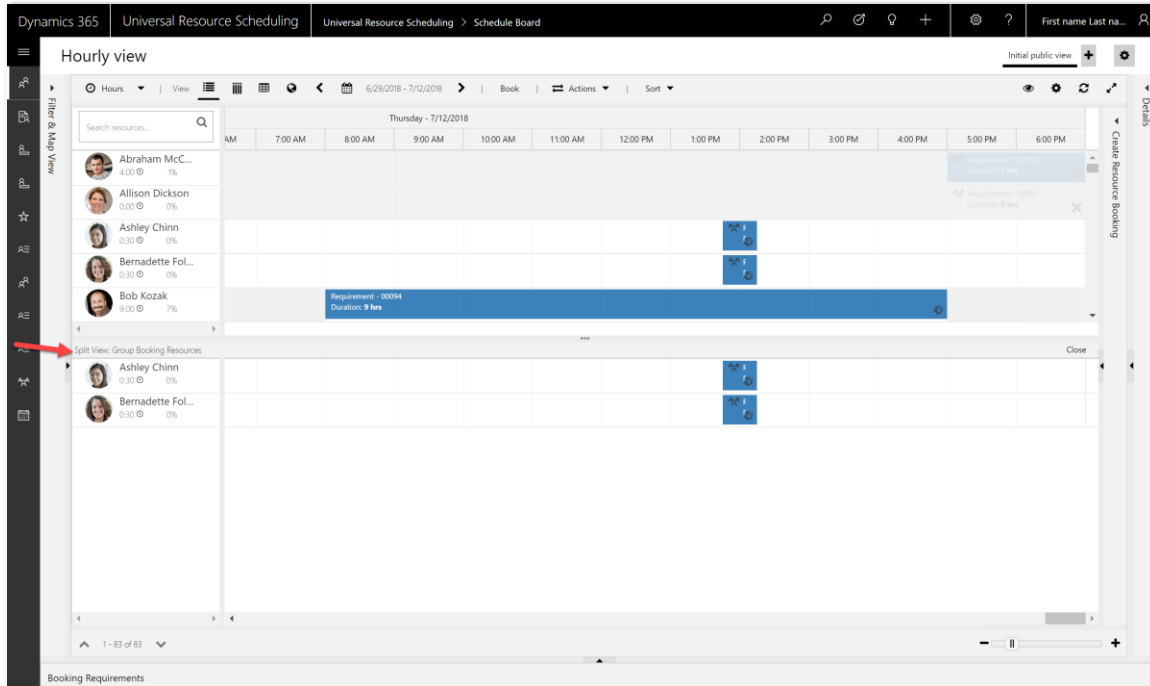 Dynamics 365 Universal Resource Scheduling Universal Resource Scheduling > Schedule Board First name Last na...
Hourly view
Initial public view
Filter & Map View
Hours View 6/29/2018 - 7/12/2018 Book Actions Sort
Details
Create Resource Booking
Search resources...
Thursday - 7/12/2018
AM 7:00 AM 8:00 AM 9:00 AM 10:00 AM 11:00 AM 12:00 PM 1:00 PM 2:00 PM 3:00 PM 4:00 PM 5:00 PM 6:00 PM
Abraham McC...
4:00 1%
Requirement - 00092
Duration: 2 hrs
Allison Dickson
0:00 0%
Requirement - 00092
Duration: 2 hrs
Ashley Chinn
0:30 0%
F
Bernadette Fol...
0:30 0%
F
Bob Kozak
9:00 7%
Requirement - 00094
Duration: 9 hrs
Split View: Group Booking Resources
Close
Ashley Chinn
0:30 0%
F
Bernadette Fol...
0:30 0%
F
1 - 83 of 83
Booking Requirements